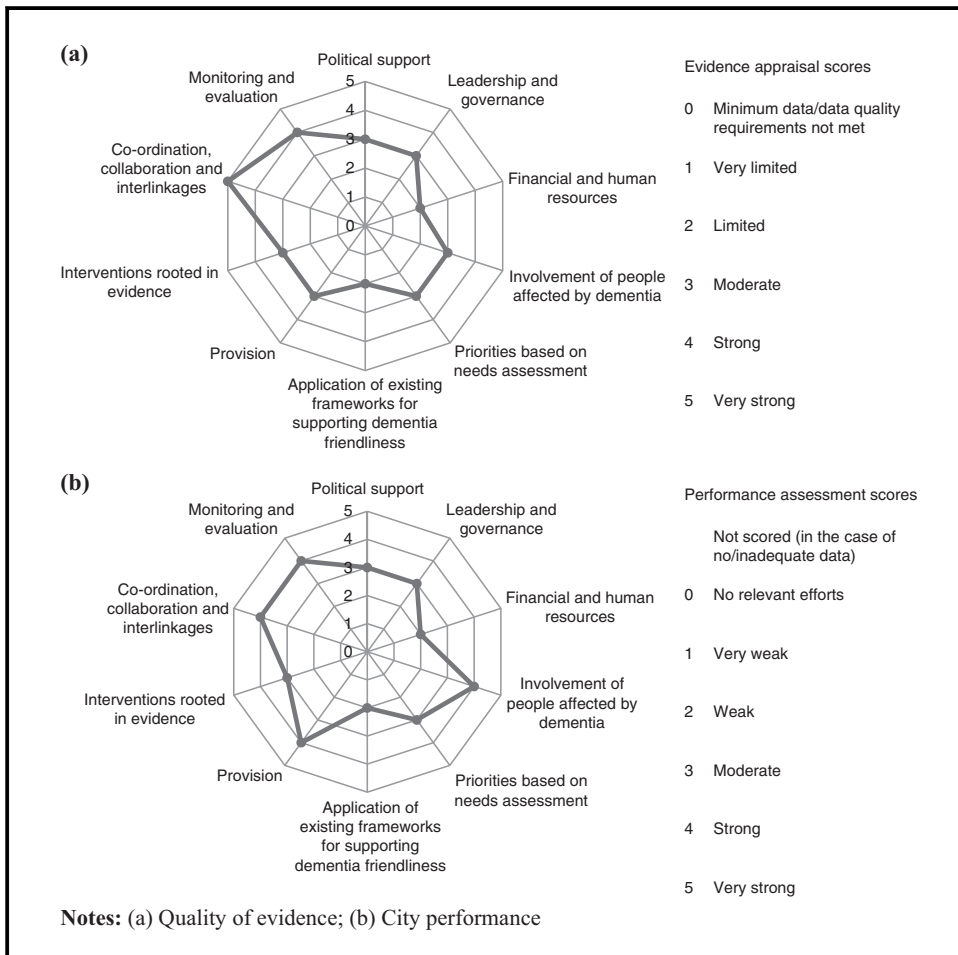 (a)
Political support
Monitoring and
evaluation
Leadership and
governance
Co-ordination,
collaboration and
interlinkages
Financial and human
resources
Interventions rooted in
evidence
Involvement of people
affected by dementia
Provision
Priorities based on
needs assessment
Application of existing
frameworks for
supporting dementia
friendliness
5
4
3
2
1
0
Evidence appraisal scores
0 Minimum data/data quality
requirements not met
1 Very limited
2 Limited
3 Moderate
4 Strong
5 Very strong
(b)
Political support
Monitoring and
evaluation
Leadership and
governance
Co-ordination,
collaboration and
interlinkages
Financial and human
resources
Interventions rooted
in evidence
Involvement of
people affected by
dementia
Provision
Priorities based on
needs assessment
Application of
existing frameworks
for supporting
dementia friendliness
5
4
3
2
1
0
Performance assessment scores
Not scored (in the case of
no/inadequate data)
0 No relevant efforts
1 Very weak
2 Weak
3 Moderate
4 Strong
5 Very strong
Notes: (a) Quality of evidence; (b) City performance